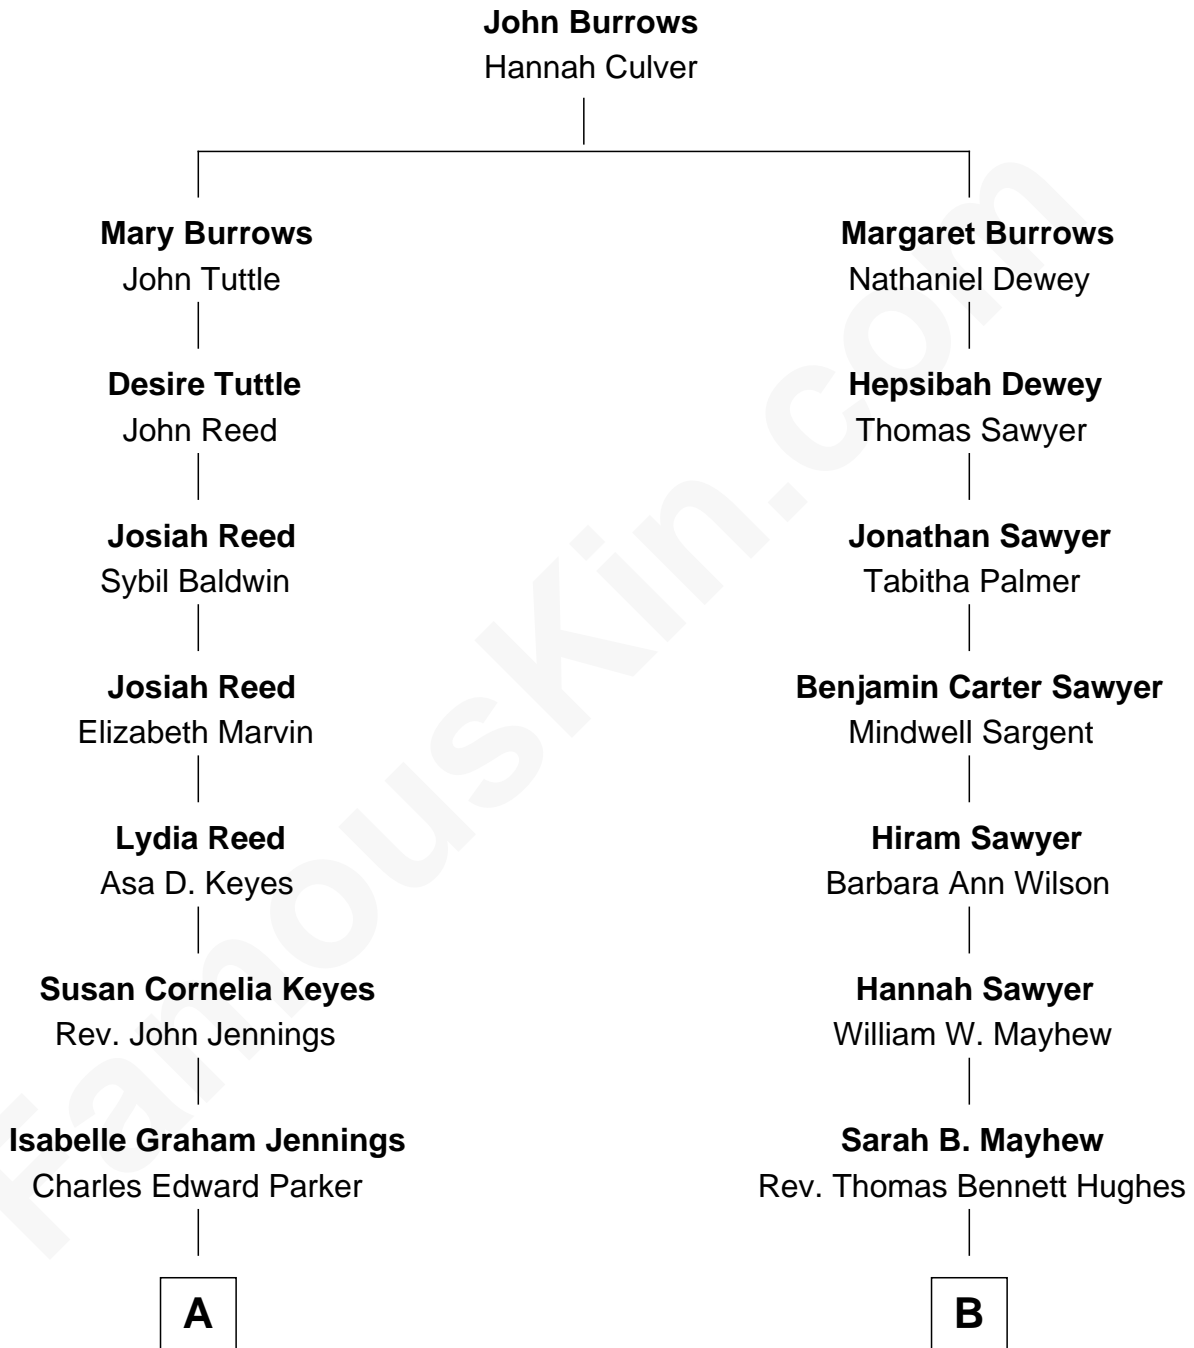 John Burrows
Hannah Culver
Mary Burrows
John Tuttle
Margaret Burrows
Nathaniel Dewey
Desire Tuttle
John Reed
Hepsibah Dewey
Thomas Sawyer
Josiah Reed
Sybil Baldwin
Jonathan Sawyer
Tabitha Palmer
Josiah Reed
Elizabeth Marvin
Benjamin Carter Sawyer
Mindwell Sargent
Lydia Reed
Asa D. Keyes
Hiram Sawyer
Barbara Ann Wilson
Susan Cornelia Keyes
Rev. John Jennings
Hannah Sawyer
William W. Mayhew
Isabelle Graham Jennings
Charles Edward Parker
Sarah B. Mayhew
Rev. Thomas Bennett Hughes
A
B
FamousKin.com